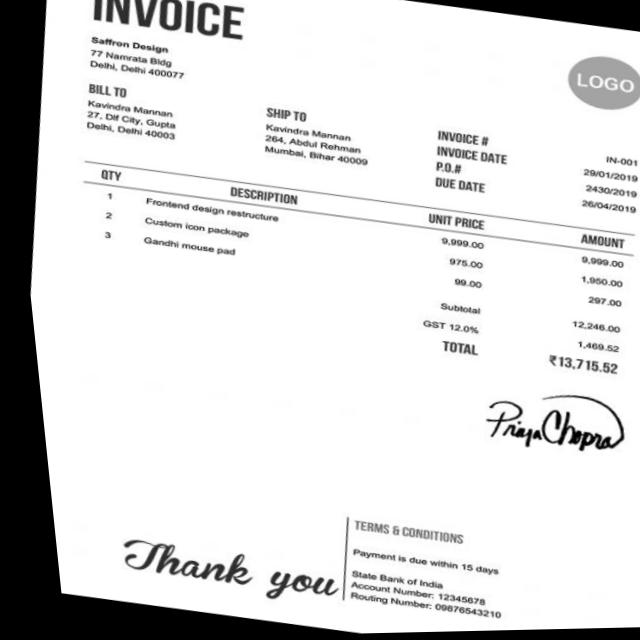 INVOICE
LOGO
Saffron Design
77 Namrata Bldg
Delhi, Delhi 400077
BILL TO
Kavindra Mannan
27, Dlf City, Gupta
Delhi, Delhi 40003
SHIP TO
Kavindra Mannan
264, Abdul Rehman
Mumbai, Bihar 40009
INVOICE # IN-001
INVOICE DATE 29/01/2019
P.O.# 2430/2019
DUE DATE 26/04/2019
QTY DESCRIPTION UNIT PRICE AMOUNT
1 Frontend design restructure 9,999.00 9,999.00
2 Custom icon package 975.00 1,950.00
3 Gandhi mouse pad 99.00 297.00
Subtotal 12,246.00
GST 12.0% 1,469.52
TOTAL ₹13,715.52
Priya Chopra
Thank you
TERMS & CONDITIONS
Payment is due within 15 days
State Bank of India
Account Number: 12345678
Routing Number: 09876543210